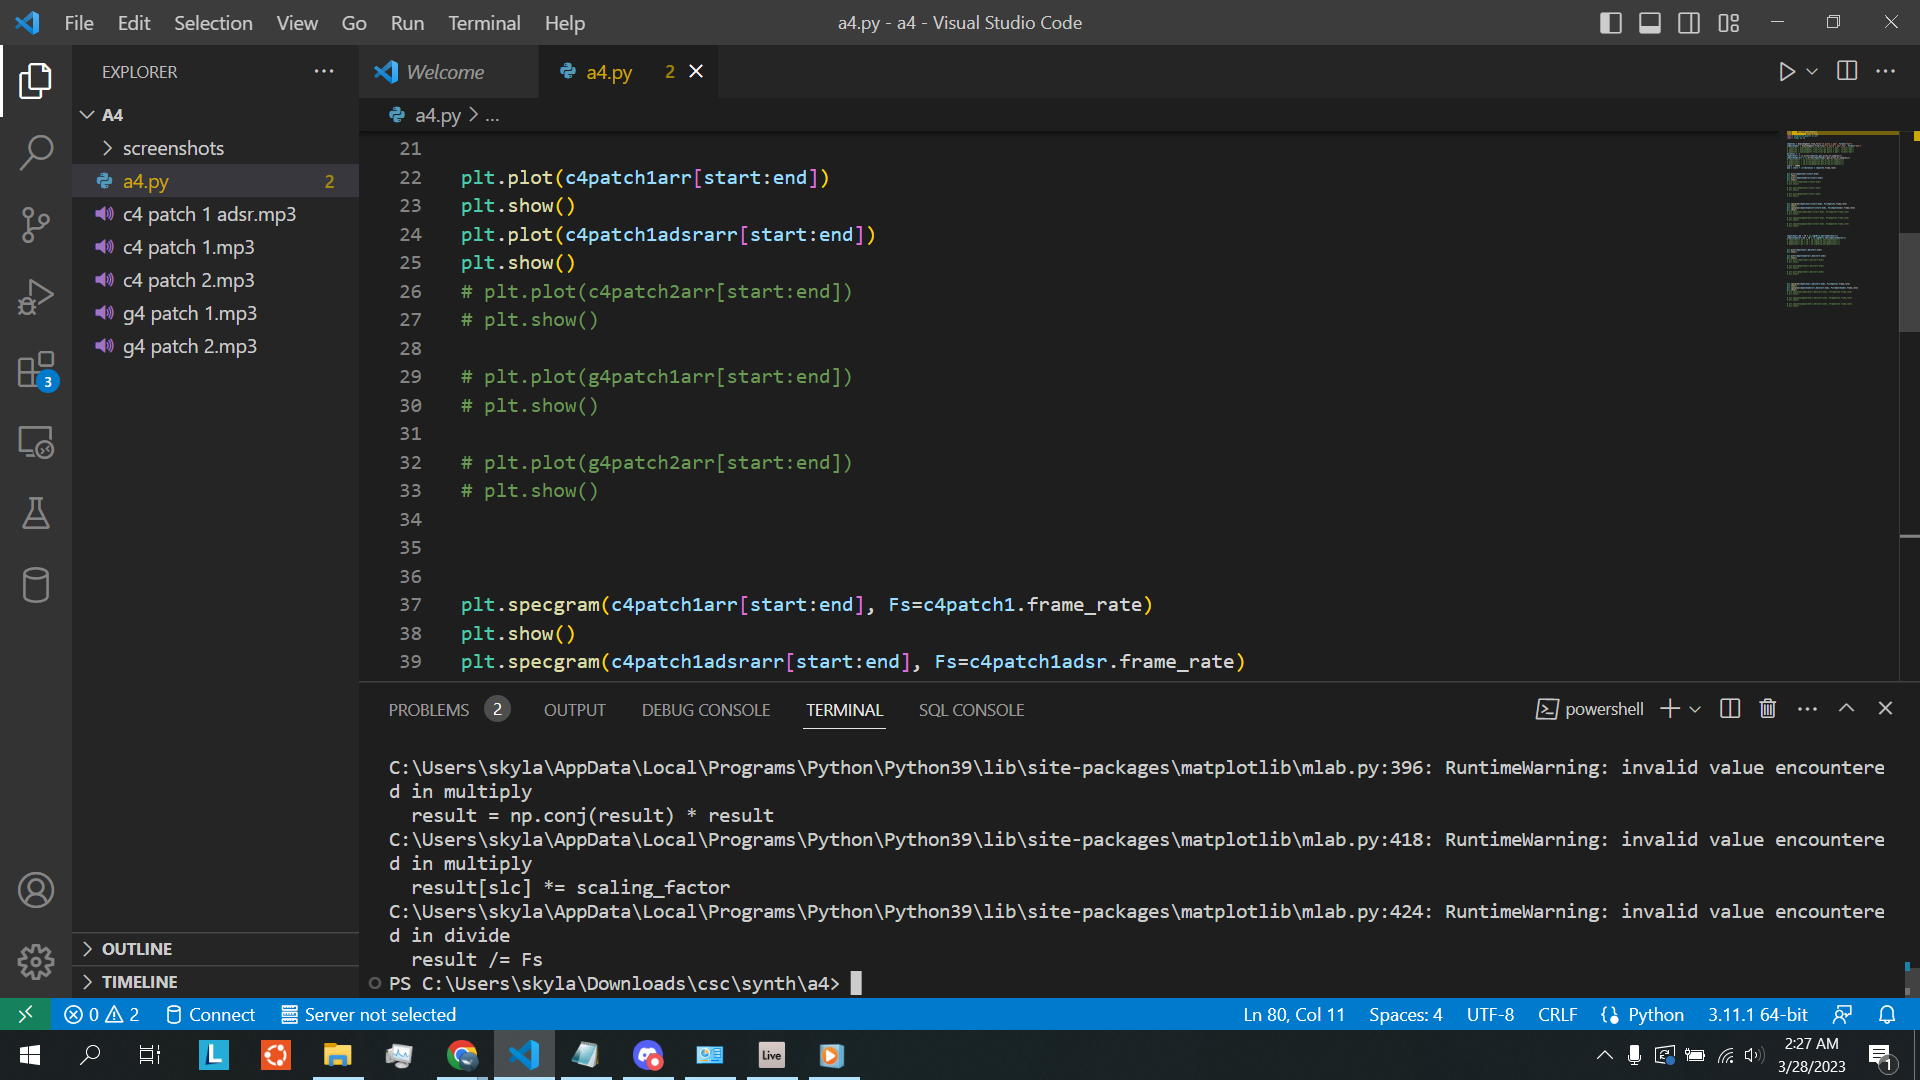 File Edit Selection View Go Run Terminal Help
a4.py - a4 - Visual Studio Code
EXPLORER
Welcome
a4.py 2
A4
screenshots
a4.py 2
c4 patch 1 adsr.mp3
c4 patch 1.mp3
c4 patch 2.mp3
g4 patch 1.mp3
g4 patch 2.mp3
3
OUTLINE
TIMELINE
a4.py > ...
21
22 plt.plot(c4patch1arr[start:end])
23 plt.show()
24 plt.plot(c4patch1adsrarr[start:end])
25 plt.show()
26 # plt.plot(c4patch2arr[start:end])
27 # plt.show()
28
29 # plt.plot(g4patch1arr[start:end])
30 # plt.show()
31
32 # plt.plot(g4patch2arr[start:end])
33 # plt.show()
34
35
36
37 plt.specgram(c4patch1arr[start:end], Fs=c4patch1.frame_rate)
38 plt.show()
39 plt.specgram(c4patch1adsrarr[start:end], Fs=c4patch1adsr.frame_rate)
PROBLEMS 2 OUTPUT DEBUG CONSOLE TERMINAL SQL CONSOLE
powershell
C:\Users\skyla\AppData\Local\Programs\Python\Python39\lib\site-packages\matplotlib\mlab.py:396: RuntimeWarning: invalid value encountere
d in multiply
result = np.conj(result) * result
C:\Users\skyla\AppData\Local\Programs\Python\Python39\lib\site-packages\matplotlib\mlab.py:418: RuntimeWarning: invalid value encountere
d in multiply
result[slc] *= scaling_factor
C:\Users\skyla\AppData\Local\Programs\Python\Python39\lib\site-packages\matplotlib\mlab.py:424: RuntimeWarning: invalid value encountere
d in divide
result /= Fs
PS C:\Users\skyla\Downloads\csc\synth\a4>
0 2 Connect Server not selected
Ln 80, Col 11 Spaces: 4 UTF-8 CRLF Python 3.11.1 64-bit
L
Live
2:27 AM
3/28/2023
1